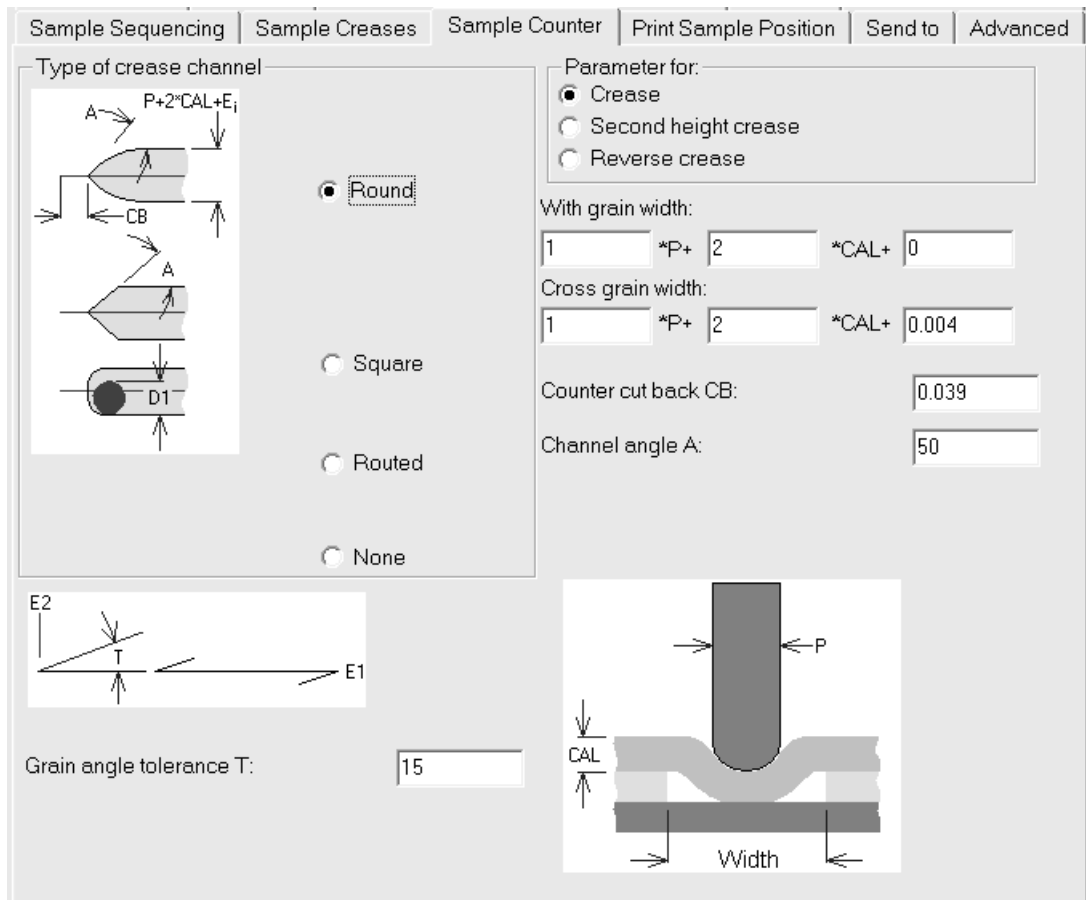 Sample Sequencing
Sample Creases
Sample Counter
Print Sample Position
Send to
Advanced
Type of crease channel
A
P+2*CAL+Ei
CB
A
D1
Round
Square
Routed
None
Parameter for:
Crease
Second height crease
Reverse crease
With grain width:
1 *P+ 2 *CAL+ 0
Cross grain width:
1 *P+ 2 *CAL+ 0.004
Counter cut back CB: 0.039
Channel angle A: 50
E2
T
E1
Grain angle tolerance T: 15
P
CAL
Width